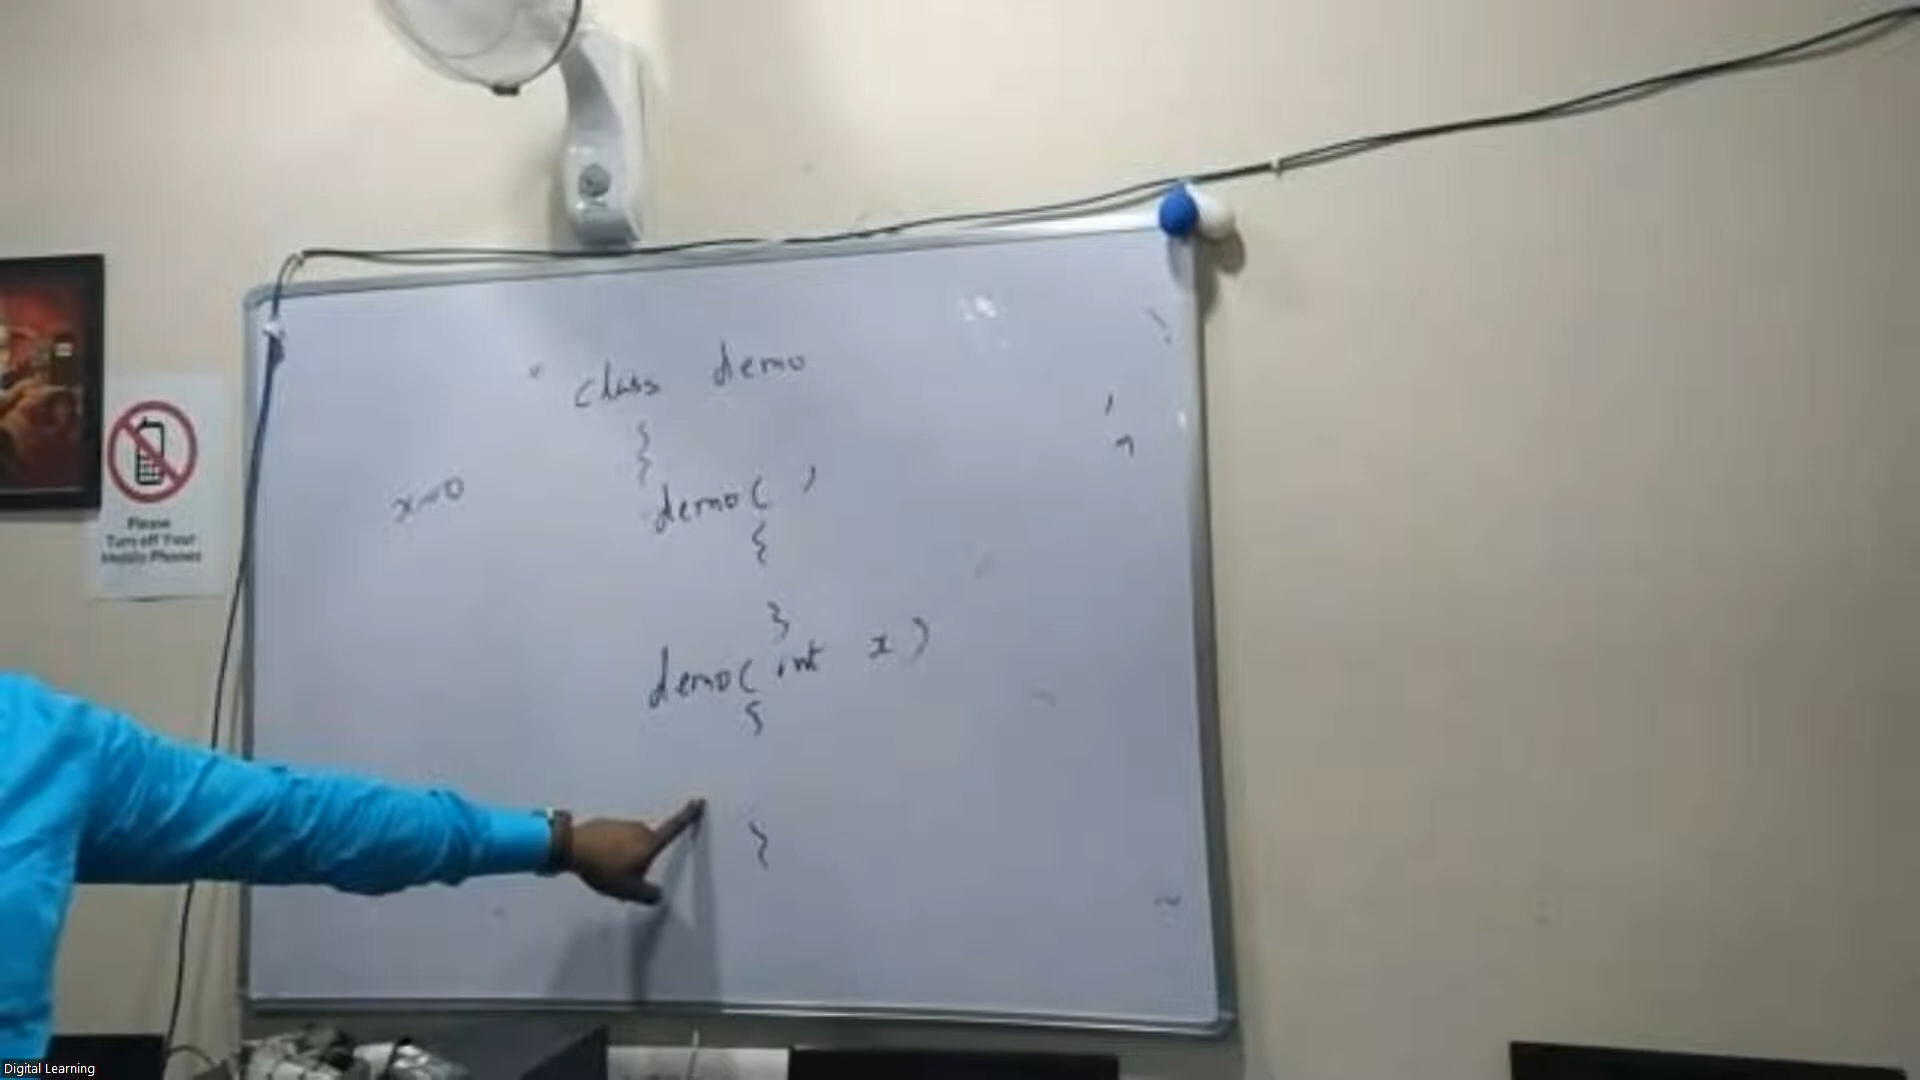 class demo
{
x=0
demo( )
{
}
demo( int x )
{
}
Please
Turn off Your
Mobile Phones
Digital Learning